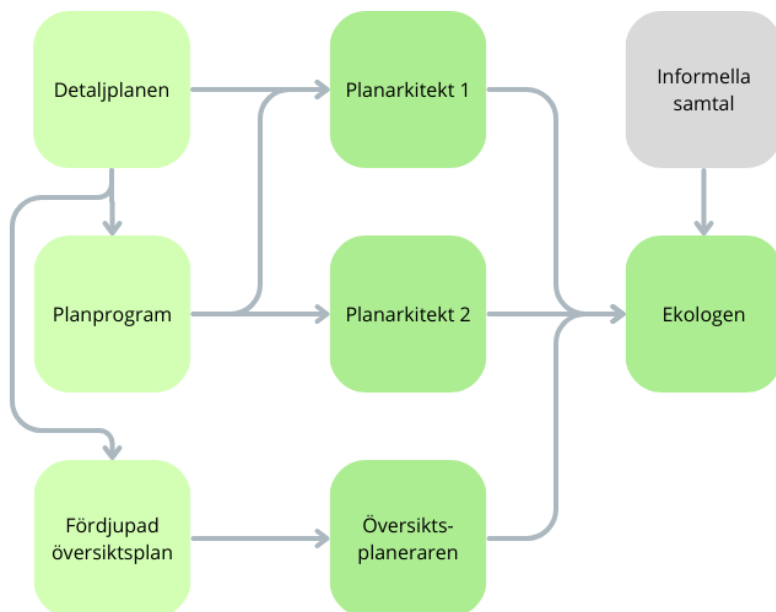 Detaljplanen
Planarkitekt 1
Informella
samtal
Planprogram
Planarkitekt 2
Ekologen
Fördjupad
översiktsplan
Översikts-
planeraren